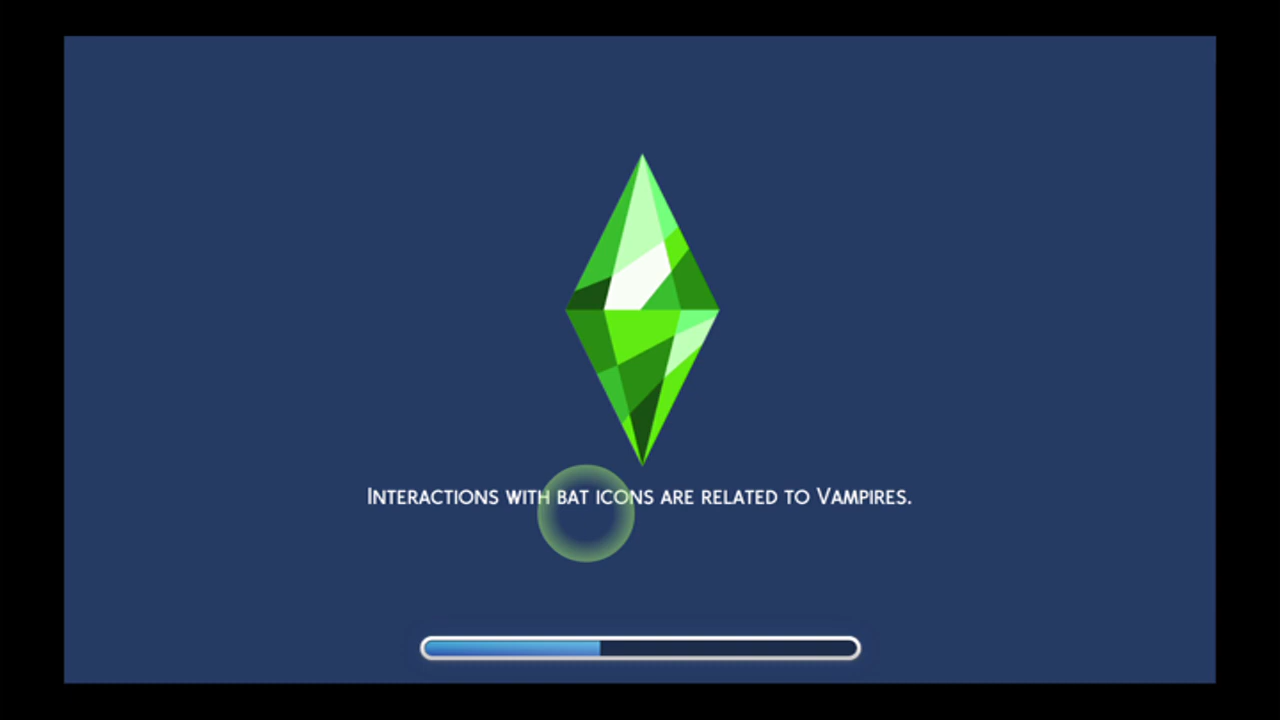 Interactions with bat icons are related to Vampires.